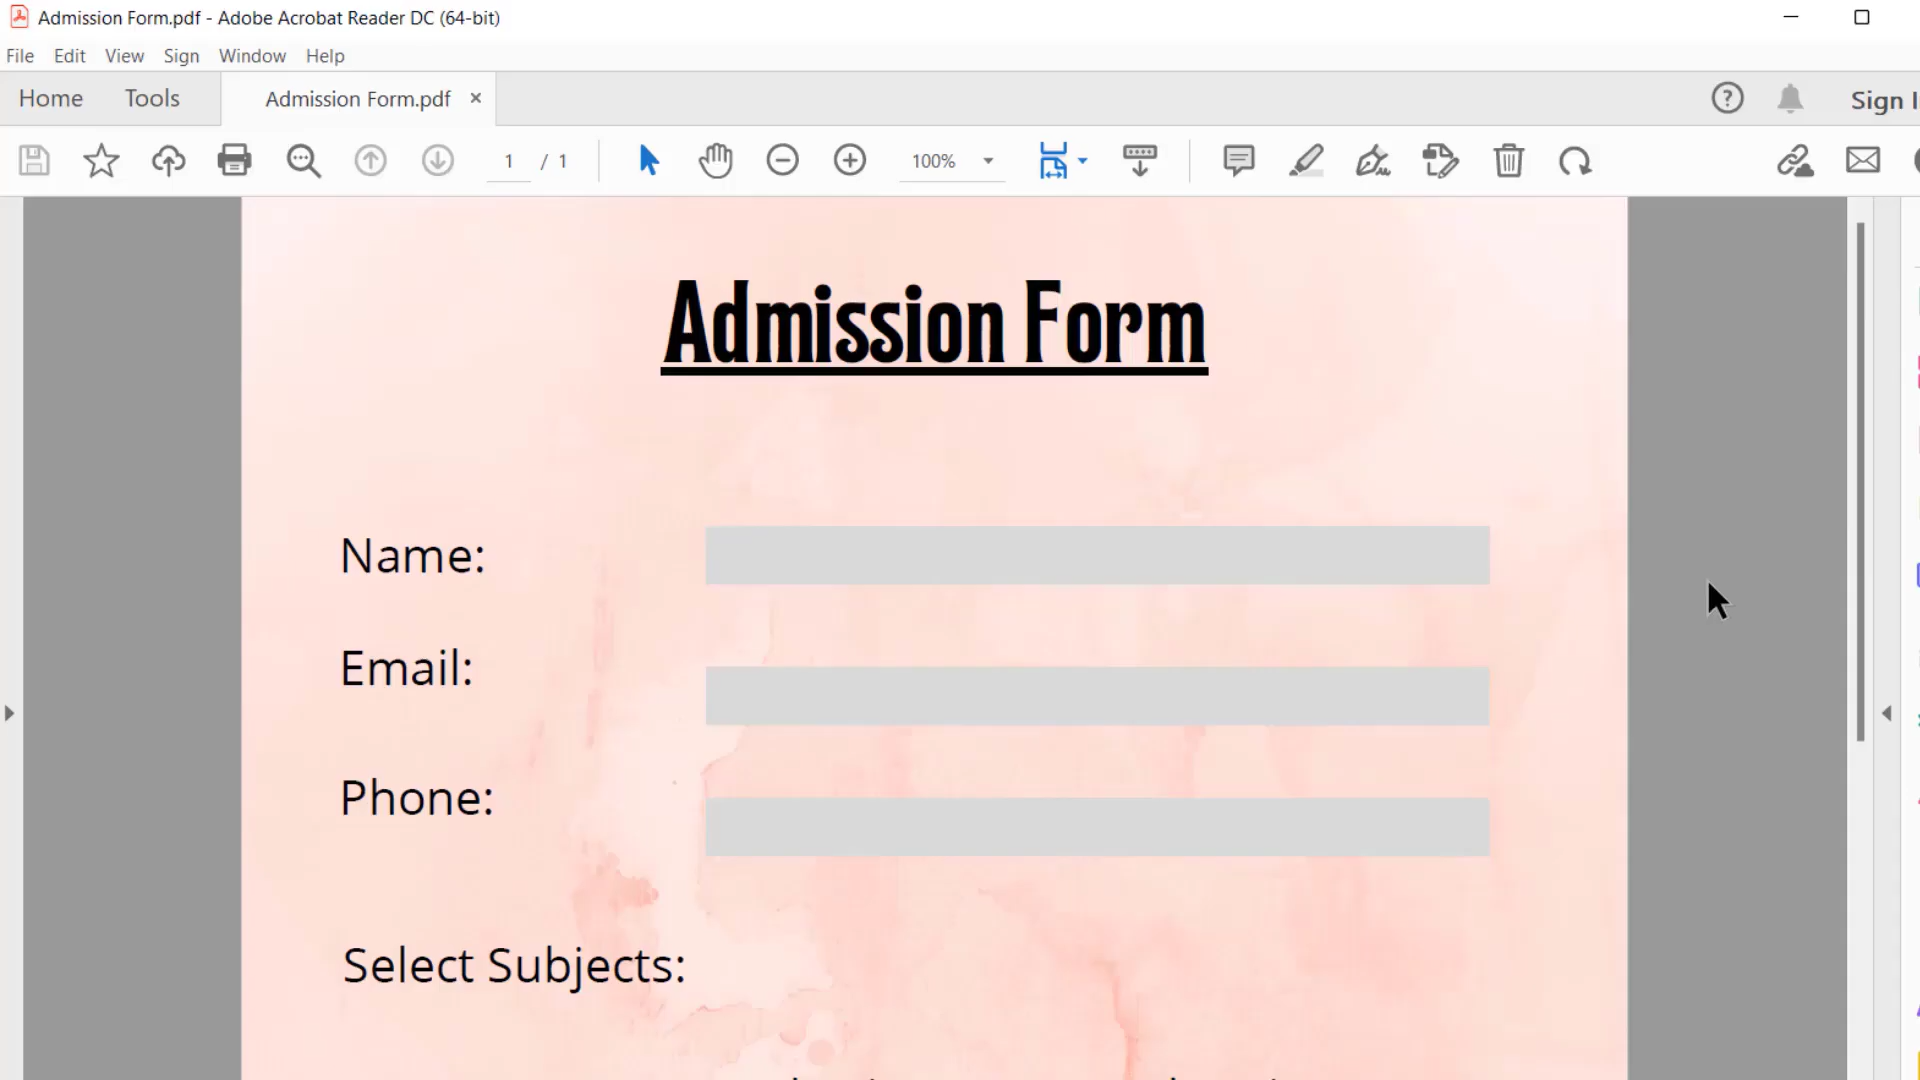 Admission Form.pdf - Adobe Acrobat Reader DC (64-bit)
File Edit View Sign Window Help
Home Tools Admission Form.pdf × ? Sign I
1 / 1 100%
Admission Form
Name:
Email:
Phone:
Select Subjects: